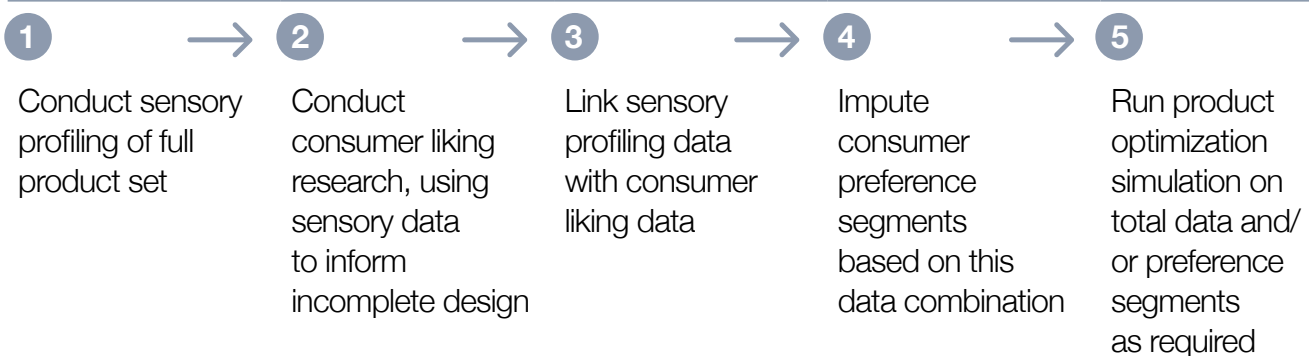 1
Conduct sensory
profiling of full
product set
2
Conduct
consumer liking
research, using
sensory data
to inform
incomplete design
3
Link sensory
profiling data
with consumer
liking data
4
Impute
consumer
preference
segments
based on this
data combination
5
Run product
optimization
simulation on
total data and/
or preference
segments
as required